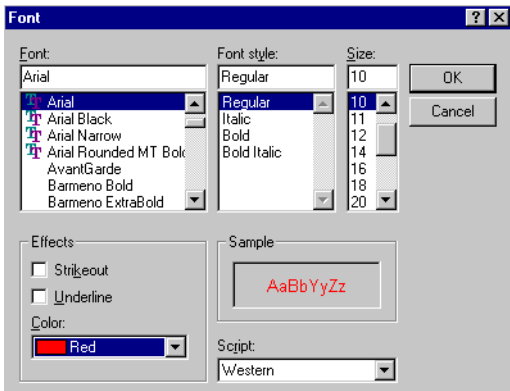 Font
Font: Font style: Size:
Arial Regular 10 OK
Arial Regular 10 Cancel
Arial Black Italic 11
Arial Narrow Bold 12
Arial Rounded MT Bold Bold Italic 14
AvantGarde 16
Barmeno Bold 18
Barmeno ExtraBold 20
Effects Sample
Strikeout
Underline AaBbYyZz
Color:
Red Script:
Western